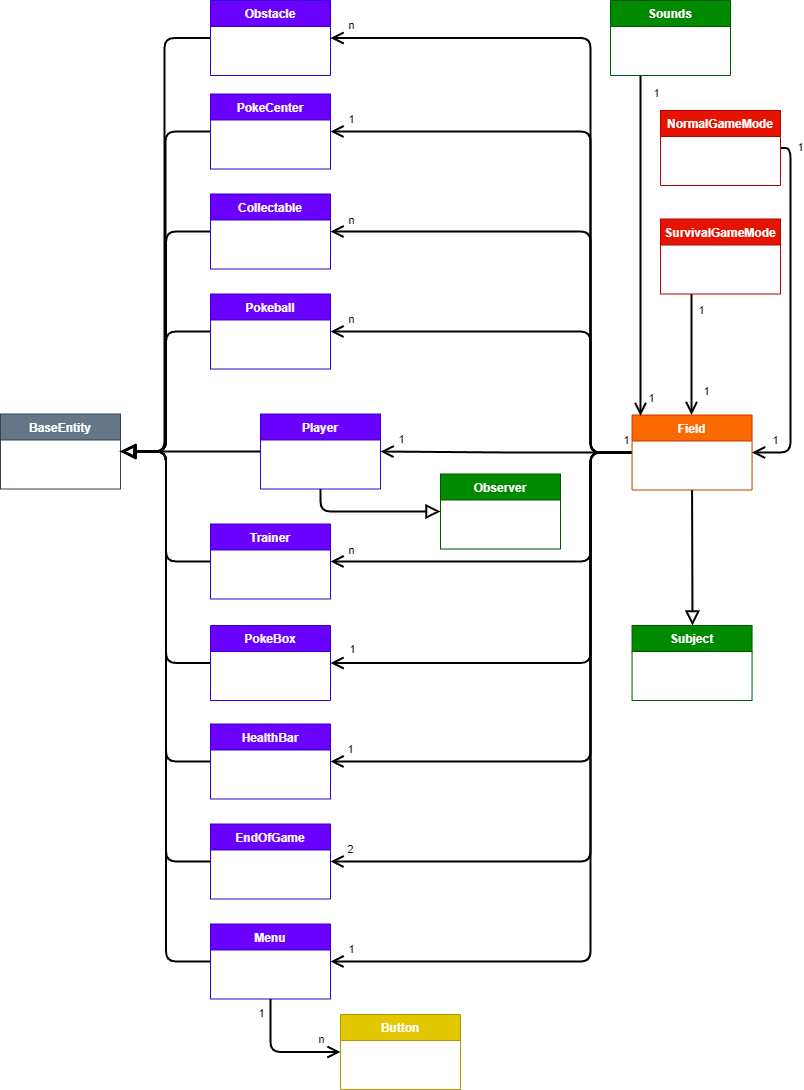 Obstacle
Sounds
n
1
PokeCenter
NormalGameMode
1
1
Collectable
SurvivalGameMode
n
Pokeball
1
n
1
1
BaseEntity
Player
Field
1
1
1
Observer
Trainer
n
PokeBox
Subject
1
HealthBar
1
EndOfGame
2
Menu
1
1
Button
n